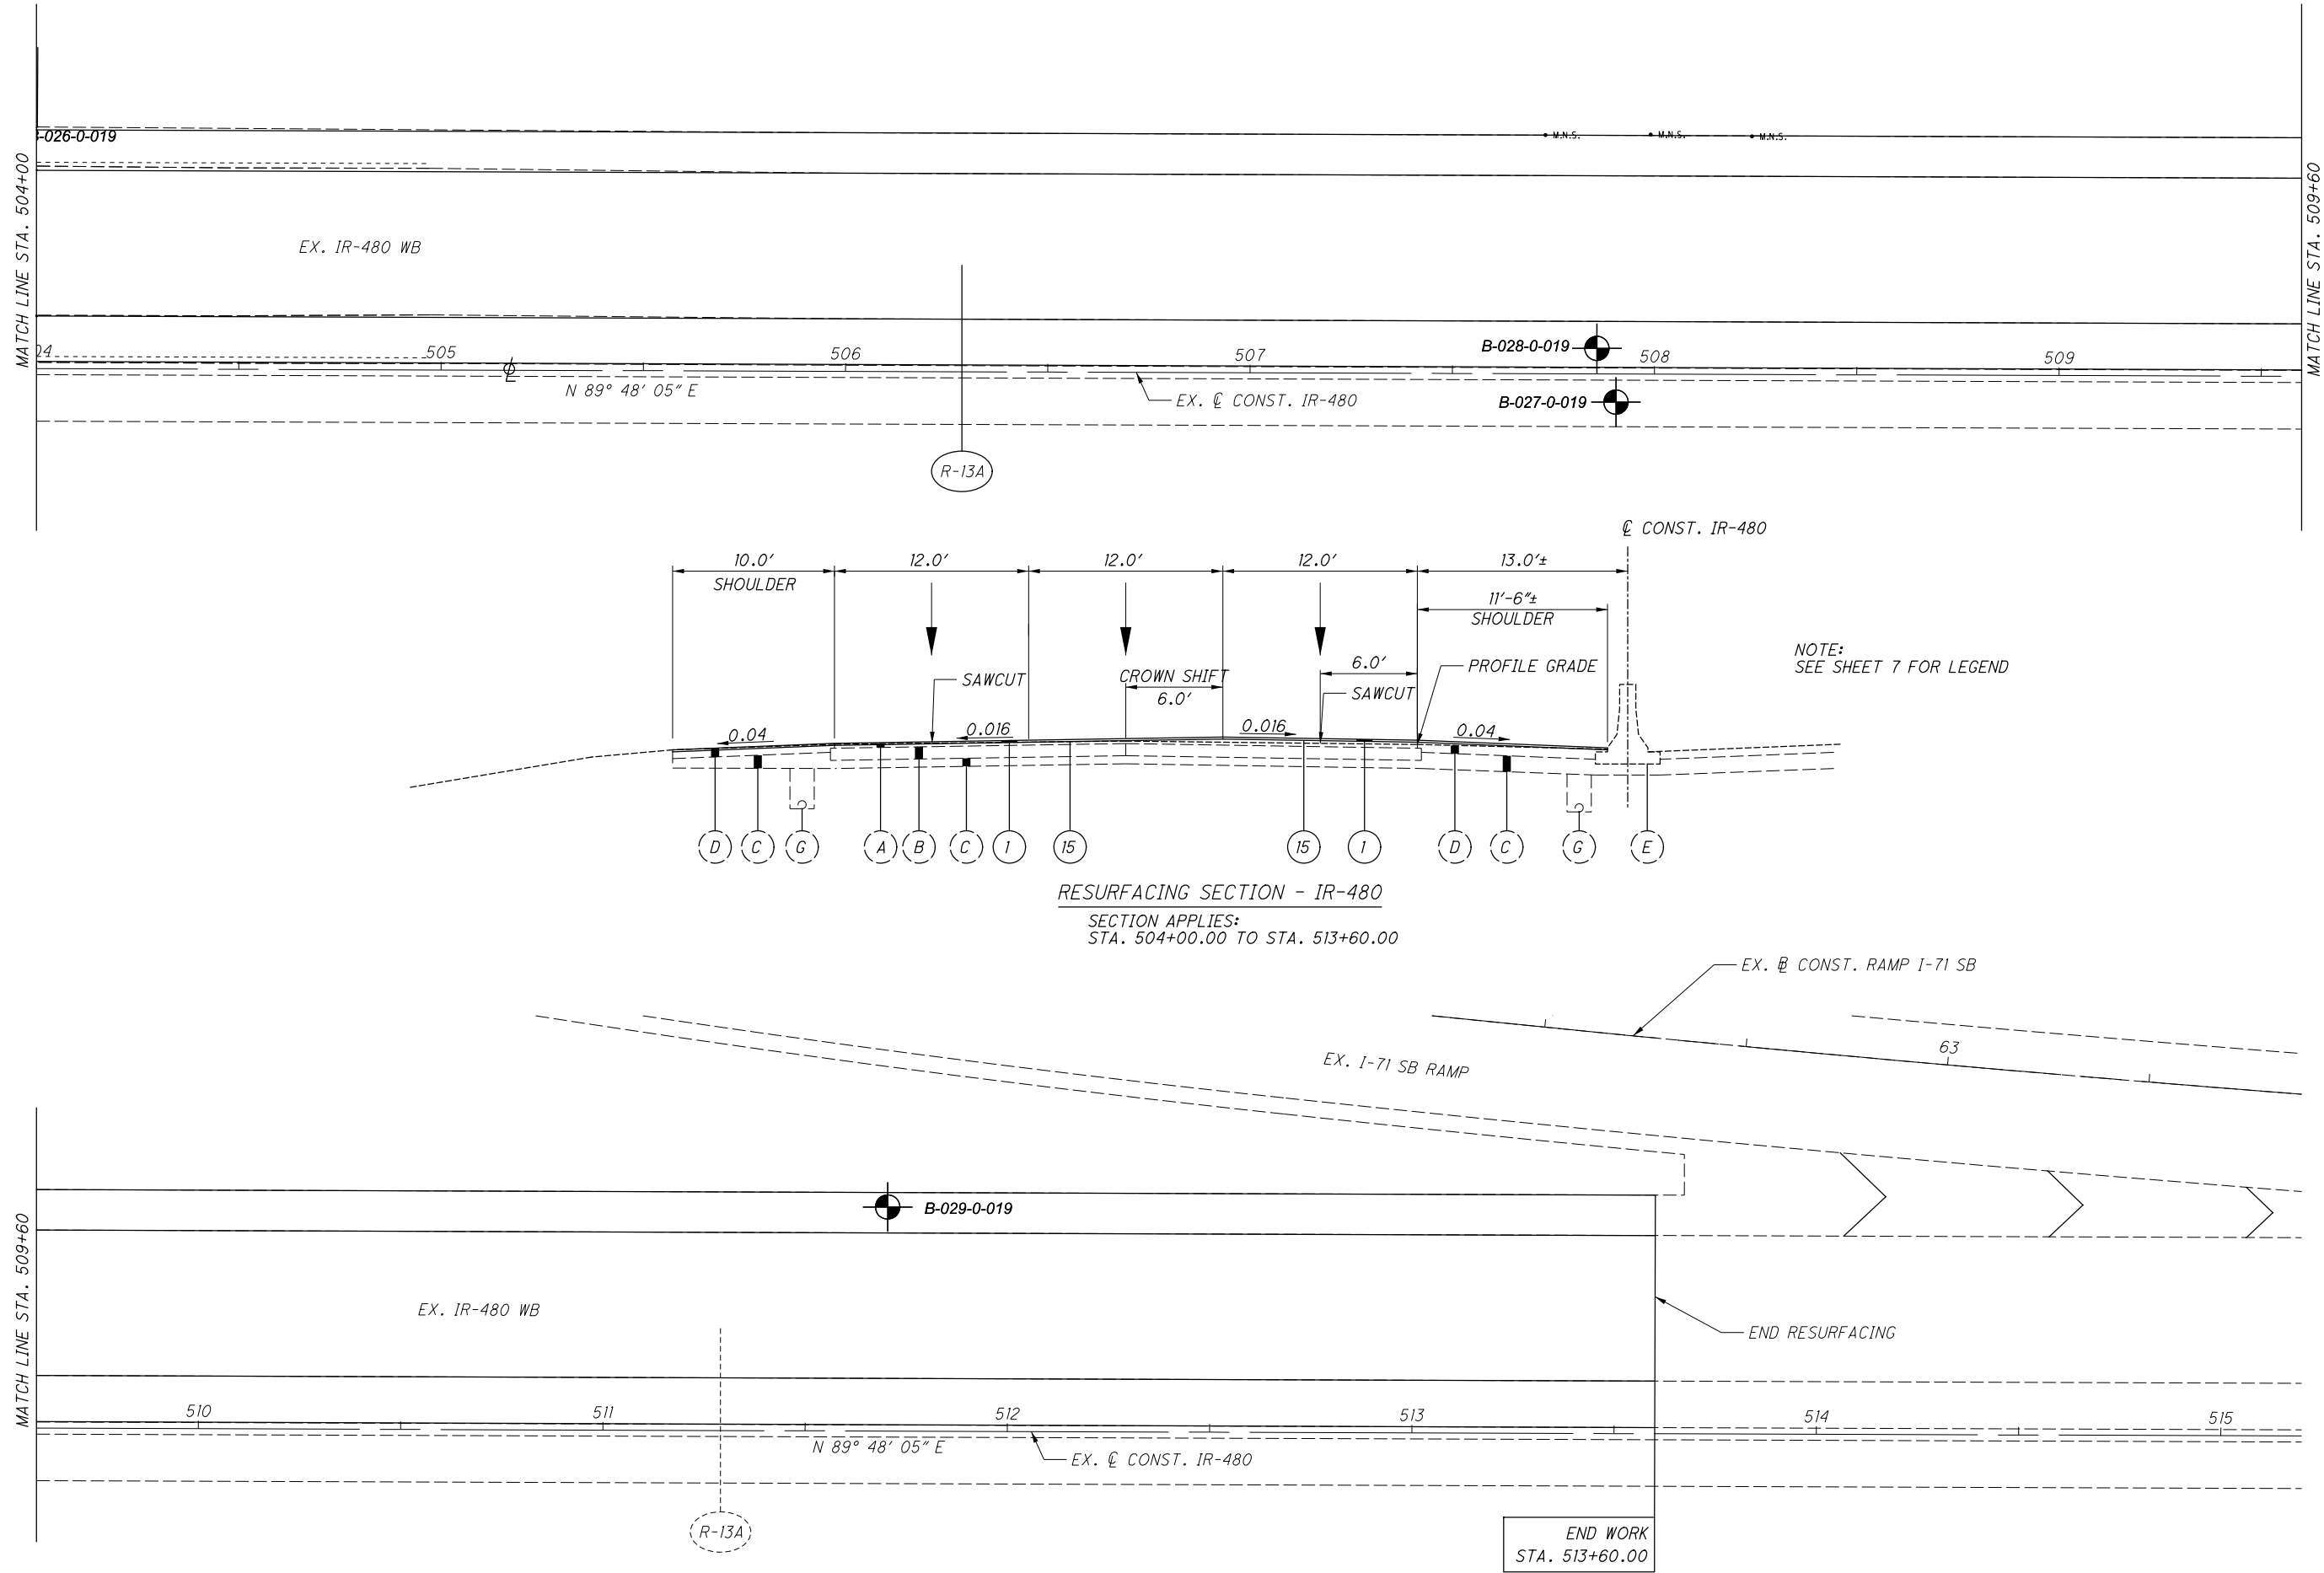 -026-0-019
M.N.S.
M.N.S.
M.N.S.
MATCH LINE STA. 504+00
MATCH LINE STA. 509+60
EX. IR-480 WB
04
505
506
507
508
509
B-028-0-019
N 89° 48' 05" E
EX. ℄ CONST. IR-480
B-027-0-019
R-13A
℄ CONST. IR-480
10.0'
12.0'
12.0'
12.0'
13.0'±
SHOULDER
11'-6"±
SHOULDER
NOTE:
SEE SHEET 7 FOR LEGEND
SAWCUT
CROWN SHIFT
6.0'
6.0'
SAWCUT
PROFILE GRADE
0.04
0.016
0.016
0.04
D
C
G
A
B
C
1
15
15
1
D
C
G
E
RESURFACING SECTION - IR-480
SECTION APPLIES:
STA. 504+00.00 TO STA. 513+60.00
EX. B CONST. RAMP I-71 SB
63
EX. I-71 SB RAMP
B-029-0-019
MATCH LINE STA. 509+60
EX. IR-480 WB
END RESURFACING
510
511
512
513
514
515
N 89° 48' 05" E
EX. ℄ CONST. IR-480
R-13A
END WORK
STA. 513+60.00